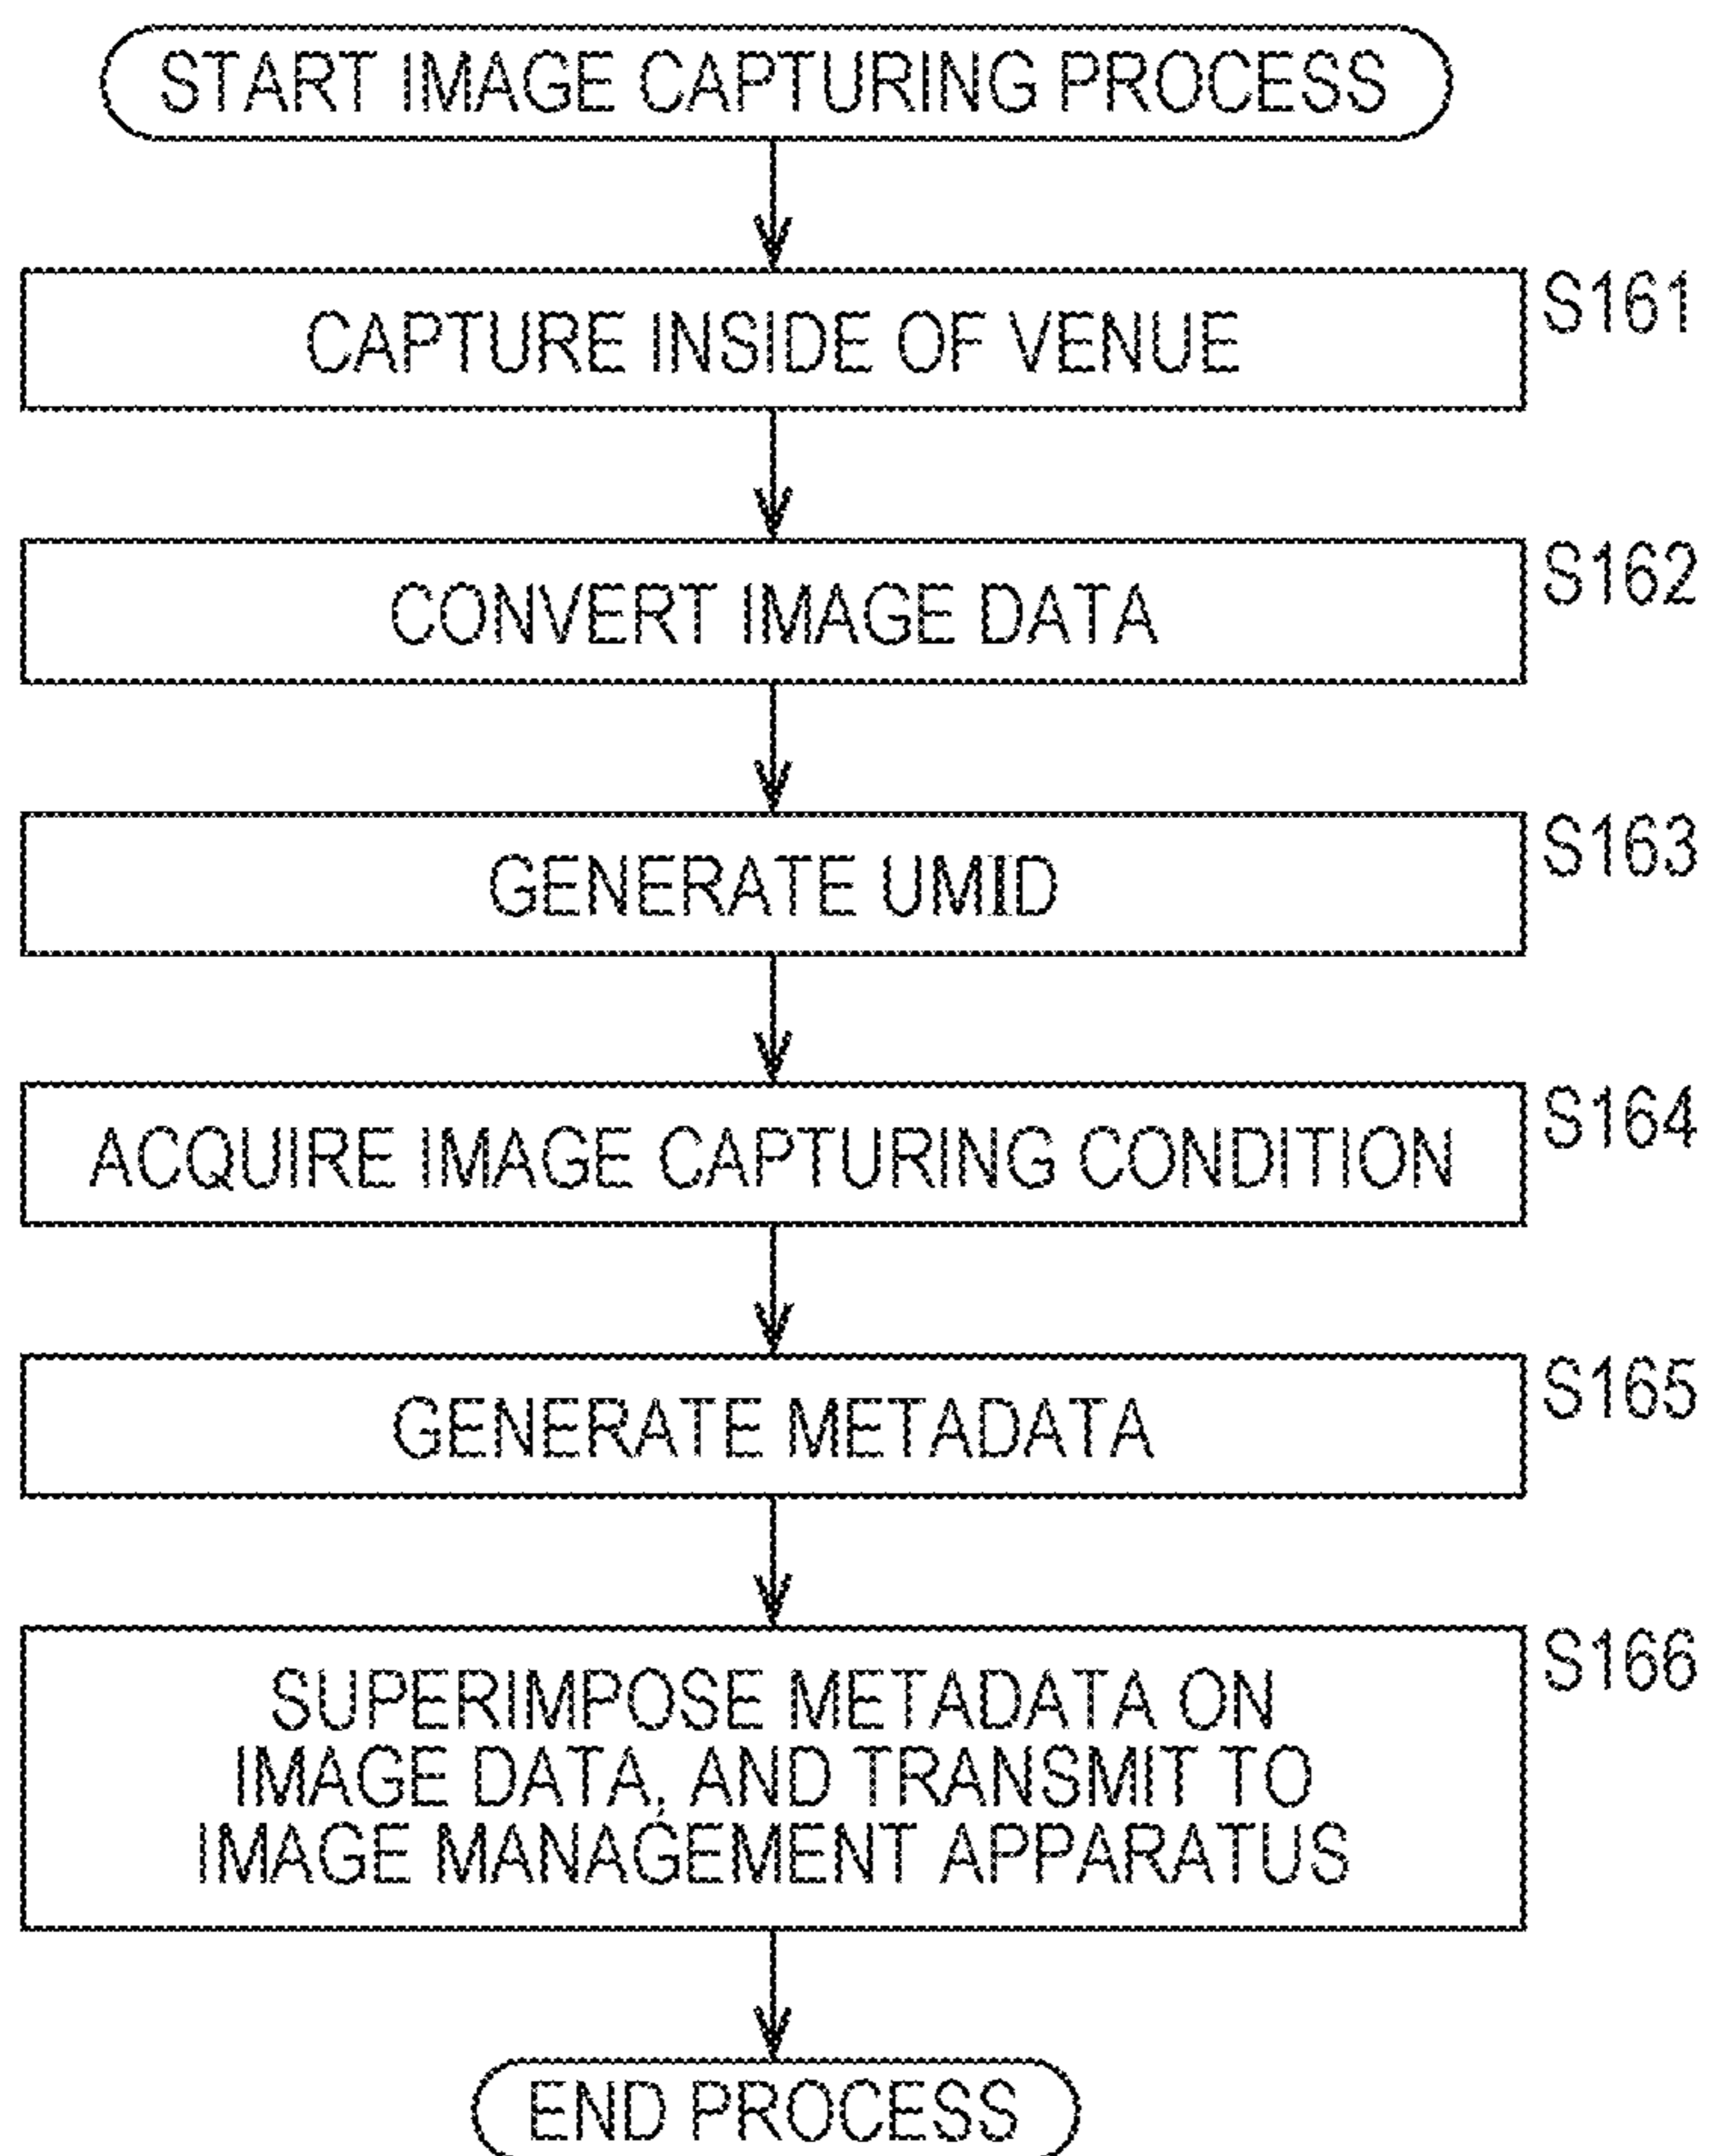 START IMAGE CAPTURING PROCESS
CAPTURE INSIDE OF VENUE
S161
CONVERT IMAGE DATA
S162
GENERATE UMID
S163
ACQUIRE IMAGE CAPTURING CONDITION
S164
GENERATE METADATA
S165
SUPERIMPOSE METADATA ON
IMAGE DATA, AND TRANSMIT TO
IMAGE MANAGEMENT APPARATUS
S166
END PROCESS